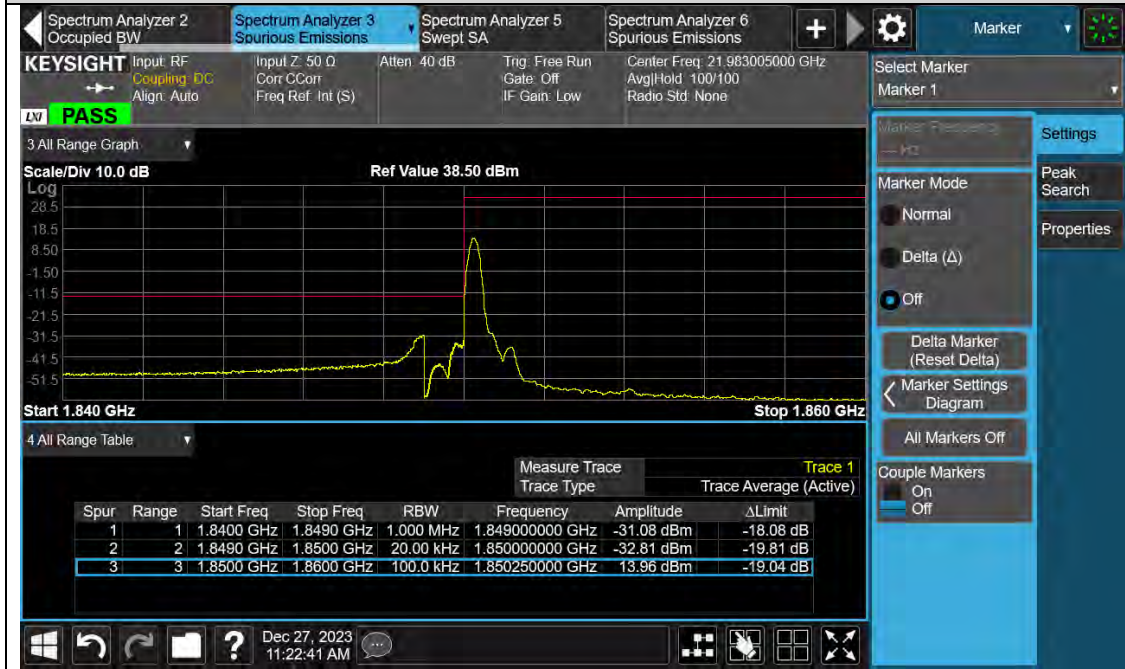 Spectrum Analyzer 2
Occupied BW
Spectrum Analyzer 3
Spurious Emissions
Spectrum Analyzer 5
Swept SA
Spectrum Analyzer 6
Spurious Emissions
+
Marker
KEYSIGHT
Input: RF
Coupling: DC
Align: Auto
Input Z: 50 Ω
Corr CCorr
Freq Ref: Int (S)
Atten: 40 dB
Trig: Free Run
Gate: Off
IF Gain: Low
Center Freq: 21.983005000 GHz
Avg|Hold: 100/100
Radio Std: None
LXI PASS
Select Marker
Marker 1
3 All Range Graph
Scale/Div 10.0 dB
Ref Value 38.50 dBm
Log
28.5
18.5
8.50
-1.50
-11.5
-21.5
-31.5
-41.5
-51.5
Start 1.840 GHz
Stop 1.860 GHz
4 All Range Table
Measure Trace Trace 1
Trace Type Trace Average (Active)
Spur Range Start Freq Stop Freq RBW Frequency Amplitude ΔLimit
1 1 1.8400 GHz 1.8490 GHz 1.000 MHz 1.849000000 GHz -31.08 dBm -18.08 dB
2 2 1.8490 GHz 1.8500 GHz 20.00 kHz 1.850000000 GHz -32.81 dBm -19.81 dB
3 3 1.8500 GHz 1.8600 GHz 100.0 kHz 1.850250000 GHz 13.96 dBm -19.04 dB
Marker Frequency
--- Hz
Marker Mode
Normal
Delta (Δ)
Off
Delta Marker
(Reset Delta)
Marker Settings
Diagram
All Markers Off
Couple Markers
On
Off
Settings
Peak
Search
Properties
?
Dec 27, 2023
11:22:41 AM